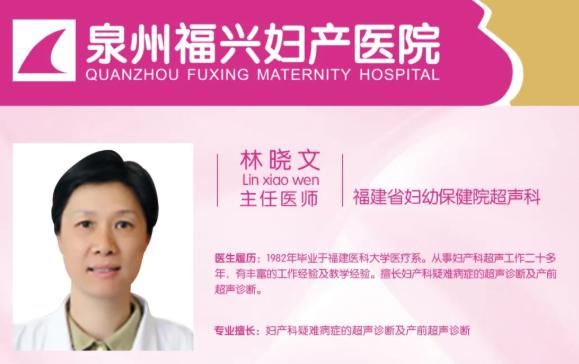 泉州福兴妇产医院
QUANZHOU FUXING MATERNITY HOSPITAL
林晓文
Lin xiao wen
主任医师
福建省妇幼保健院超声科
医生履历：1982年毕业于福建医科大学医疗系。从事妇产科超声工作二十多
年，有丰富的工作经验及教学经验。擅长妇产科疑难病症的超声诊断及产前
超声诊断。
专业擅长：妇产科疑难病症的超声诊断及产前超声诊断